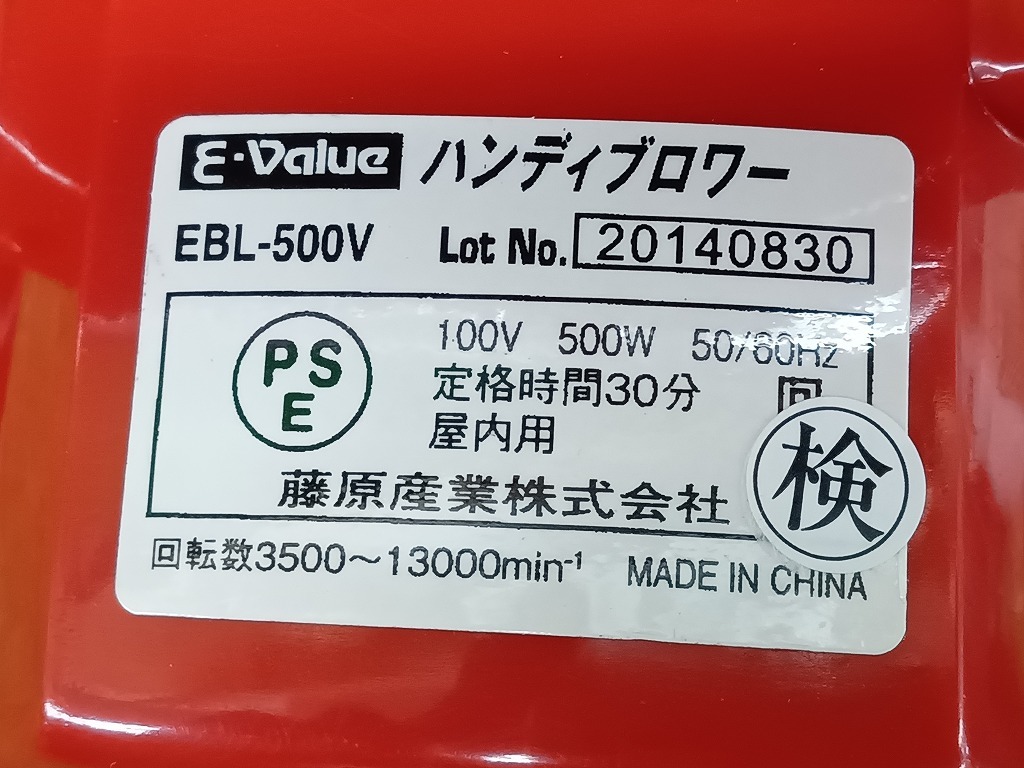 E-Value ハンディブロワー
EBL-500V Lot No. 20140830
PSE
100V 500W 50/60Hz
定格時間30分 回
屋内用
検
藤原産業株式会社
回転数3500～13000min⁻¹ MADE IN CHINA